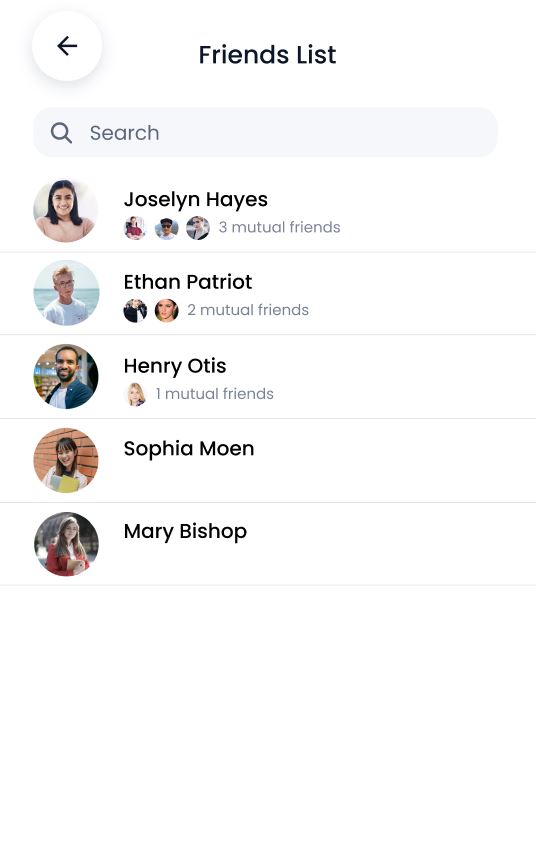 Friends List
Search
Joselyn Hayes
3 mutual friends
Ethan Patriot
2 mutual friends
Henry Otis
1 mutual friends
Sophia Moen
Mary Bishop